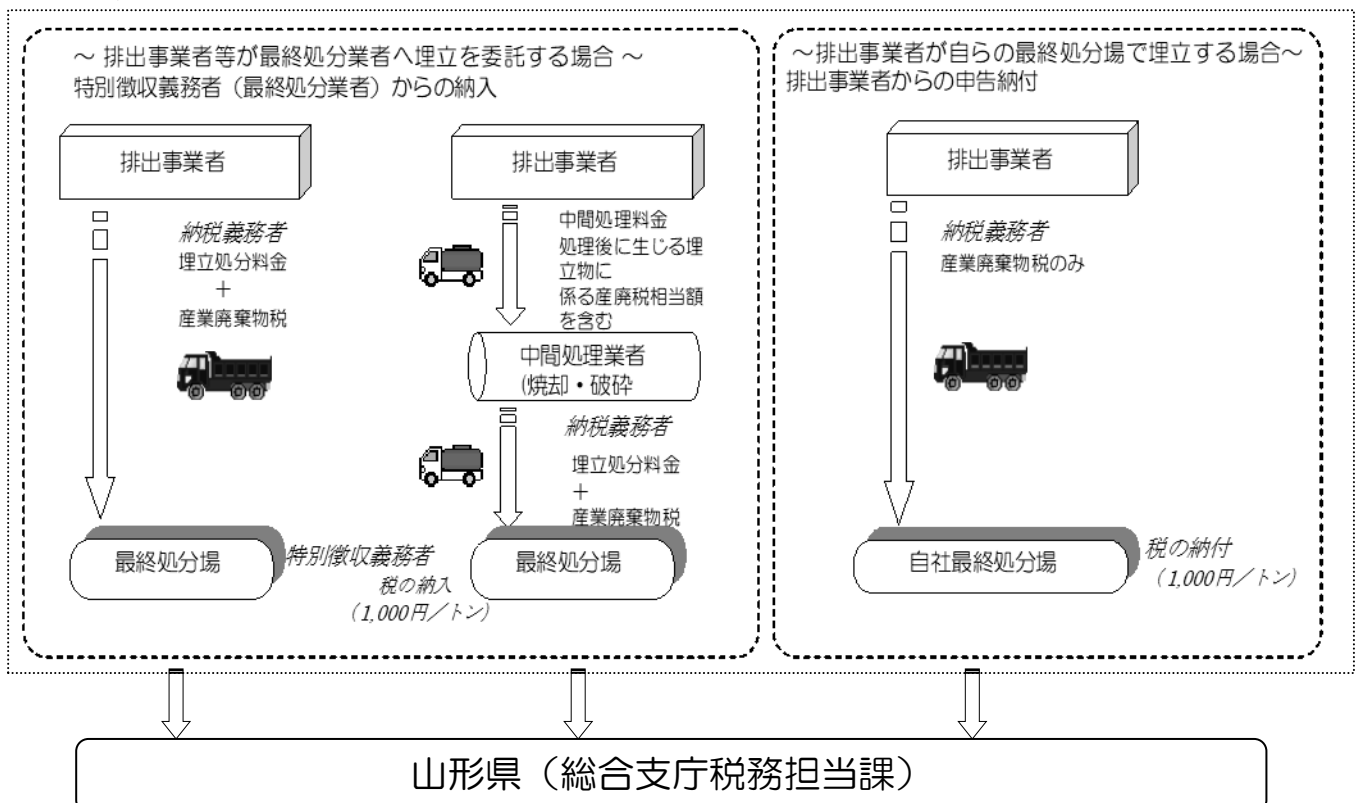 ～ 排出事業者等が最終処分業者へ埋立を委託する場合 ～
特別徴収義務者（最終処分業者）からの納入
排出事業者
納税義務者
埋立処分料金
＋
産業廃棄物税
最終処分場
特別徴収義務者
税の納入
（1,000円／トン）
排出事業者
中間処理料金
処理後に生じる埋
立物に
係る産廃税相当額
を含む
中間処理業者
(焼却・破砕
納税義務者
埋立処分料金
＋
産業廃棄物税
最終処分場
～排出事業者が自らの最終処分場で埋立する場合～
排出事業者からの申告納付
排出事業者
納税義務者
産業廃棄物税のみ
自社最終処分場
税の納付
（1,000円／トン）
山形県（総合支庁税務担当課）